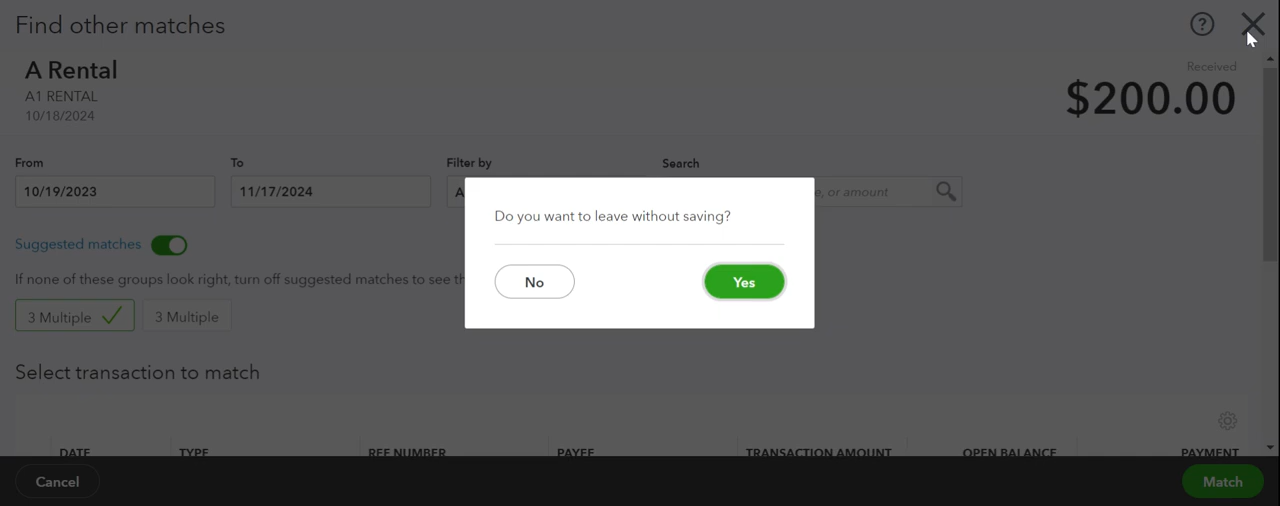 Find other matches
A Rental
A1 RENTAL
10/18/2024
Received
$200.00
From
To
Filter by
Search
10/19/2023
11/17/2024
A
e, or amount
Suggested matches
If none of these groups look right, turn off suggested matches to see th
3 Multiple
3 Multiple
Do you want to leave without saving?
No
Yes
Select transaction to match
DATE
TYPE
REF NUMBER
PAYEE
TRANSACTION AMOUNT
OPEN BALANCE
PAYMENT
Cancel
Match